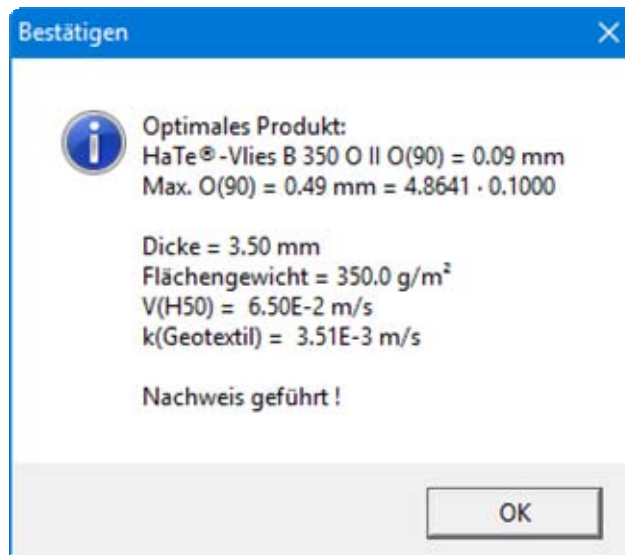 Bestätigen
Optimales Produkt:
HaTe®-Vlies B 350 O II O(90) = 0.09 mm
Max. O(90) = 0.49 mm = 4.8641 · 0.1000
Dicke = 3.50 mm
Flächengewicht = 350.0 g/m²
V(H50) = 6.50E-2 m/s
k(Geotextil) = 3.51E-3 m/s
Nachweis geführt !
OK